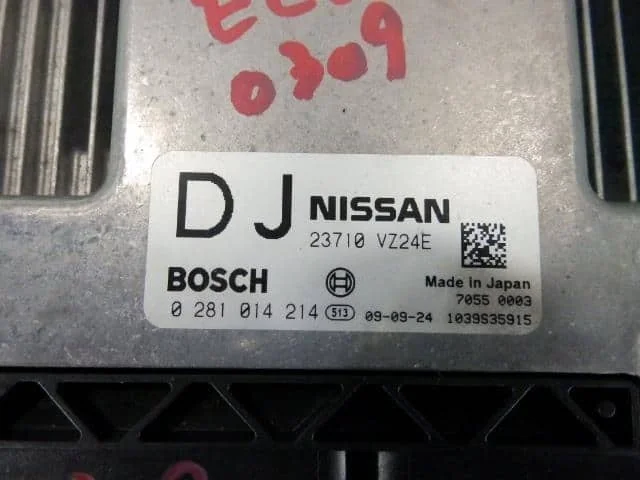 0309
DJ NISSAN
23710 VZ24E
BOSCH
Made in Japan
7055 0003
0 281 014 214 513 09-09-24 1039S35915